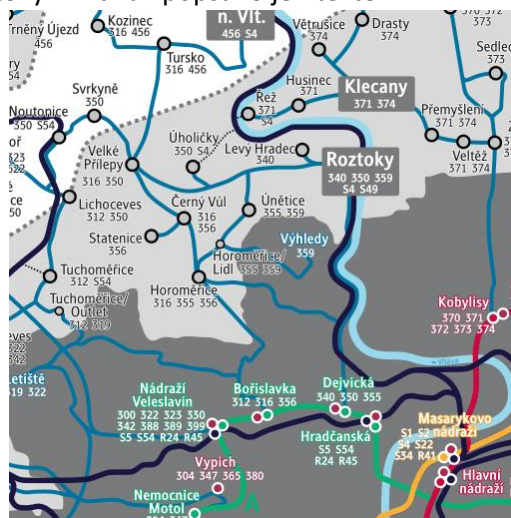 Kozinec
316 456
Trněný Újezd
456
n. Vlt.
456 S4
Větrušice
374
Drasty
374
372 373
377
Tursko
316 456
Sedlec
373
Husinec
371
Klecany
371 374
Svrkyně
350
Řež
371
S4
Noutonice
350 S54
Přemyšlení
371 374
Úholičky
350 S4
Levý Hradec
340
Velké
Přílepy
316 350
Roztoky
340 350 359
S4 S49
Veltěž
371 374
Lichoceves
312 350
Černý Vůl
316
356
Únětice
355 359
Statenice
356
Výhledy
359
Horoměřice/
Lidl 355 359
Tuchoměřice
312 S54
Horoměřice
316 355 356
Tuchoměřice/
Outlet
312 319
Kobylisy
370 371
372 373 374
Vltava
Letiště
319 322
Nádraží
Veleslavín
300 322 323 330
342 388 389 399
S5 S54 R24 R45
Bořislavka
312 316 356
Dejvická
340 350 355
Hradčanská
S5 S54
R24 R45
Masarykovo
nádraží
S1 S2
S4 S22
S34 R41
Vypich
304 347 365 380
Hlavní
nádraží
Nemocnice
Motol
A